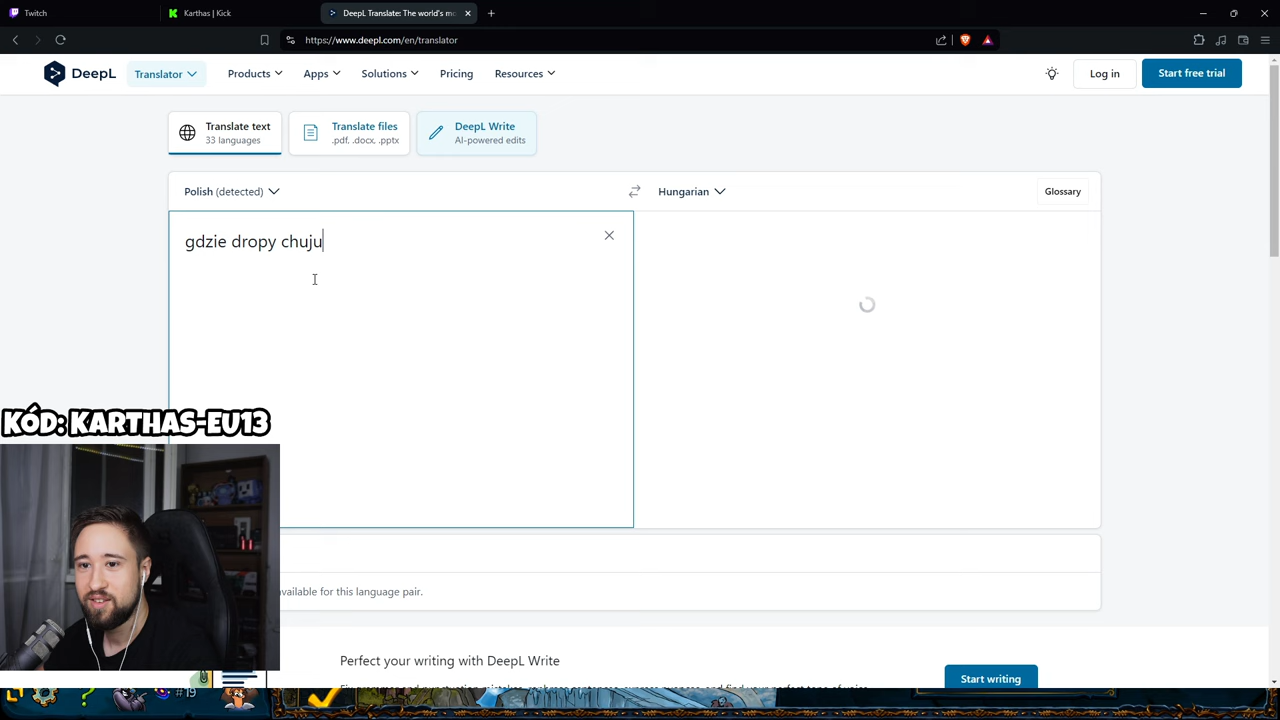 Twitch
Karthas | Kick
DeepL Translate: The world's mo
https://www.deepl.com/en/translator
DeepL
Translator
Products
Apps
Solutions
Pricing
Resources
Log in
Start free trial
Translate text
33 languages
Translate files
.pdf, .docx, .pptx
DeepL Write
AI-powered edits
Polish (detected)
Hungarian
Glossary
gdzie dropy chuju
KÓD: KARTHAS-EU13
available for this language pair.
Perfect your writing with DeepL Write
Start writing
#19